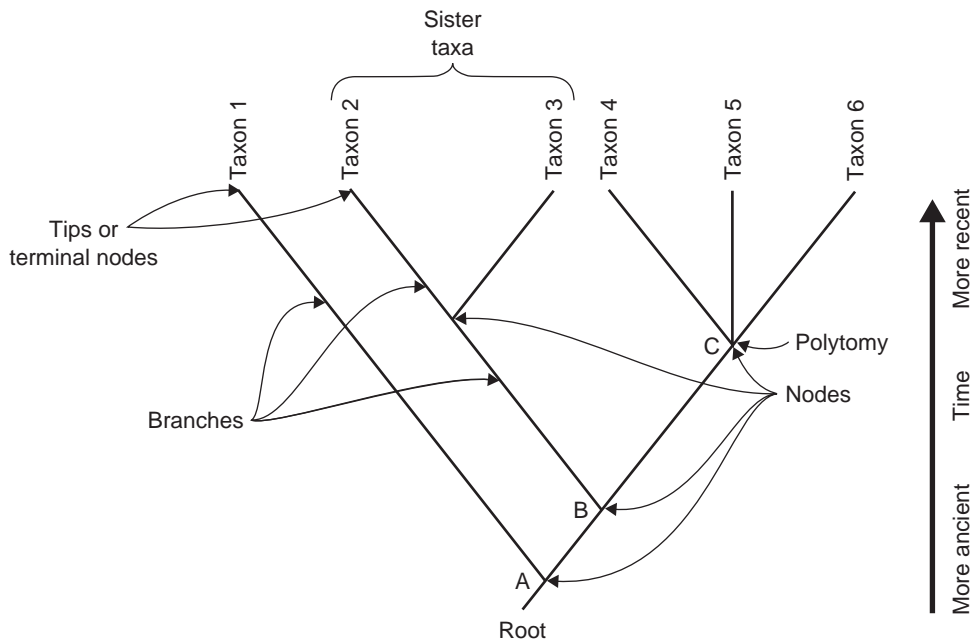 Sister
taxa
Taxon 1
Taxon 2
Taxon 3
Taxon 4
Taxon 5
Taxon 6
Tips or
terminal nodes
More recent
C
Polytomy
Branches
Nodes
Time
B
A
More ancient
Root